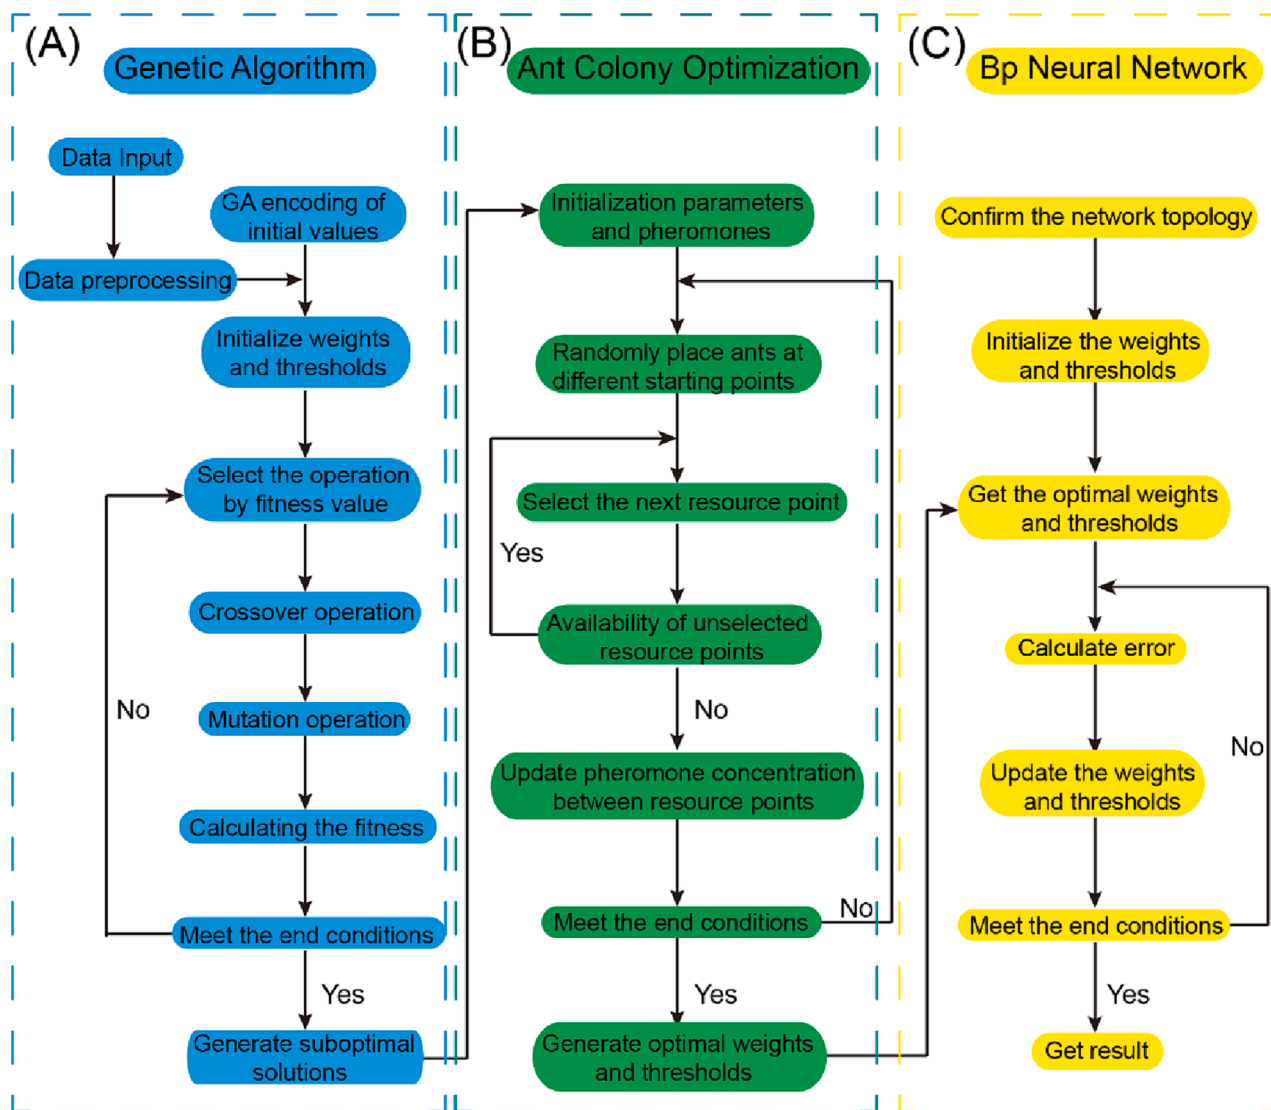 (A)
Genetic Algorithm
Data Input
GA encoding of
initial values
Data preprocessing
Initialize weights
and thresholds
Select the operation
by fitness value
Crossover operation
No
Mutation operation
Calculating the fitness
Meet the end conditions
Yes
Generate suboptimal
solutions
(B)
Ant Colony Optimization
Initialization parameters
and pheromones
Randomly place ants at
different starting points
Select the next resource point
Yes
Availability of unselected
resource points
No
Update pheromone concentration
between resource points
Meet the end conditions
No
Yes
Generate optimal weights
and thresholds
(C)
Bp Neural Network
Confirm the network topology
Initialize the weights
and thresholds
Get the optimal weights
and thresholds
Calculate error
No
Update the weights
and thresholds
Meet the end conditions
Yes
Get result